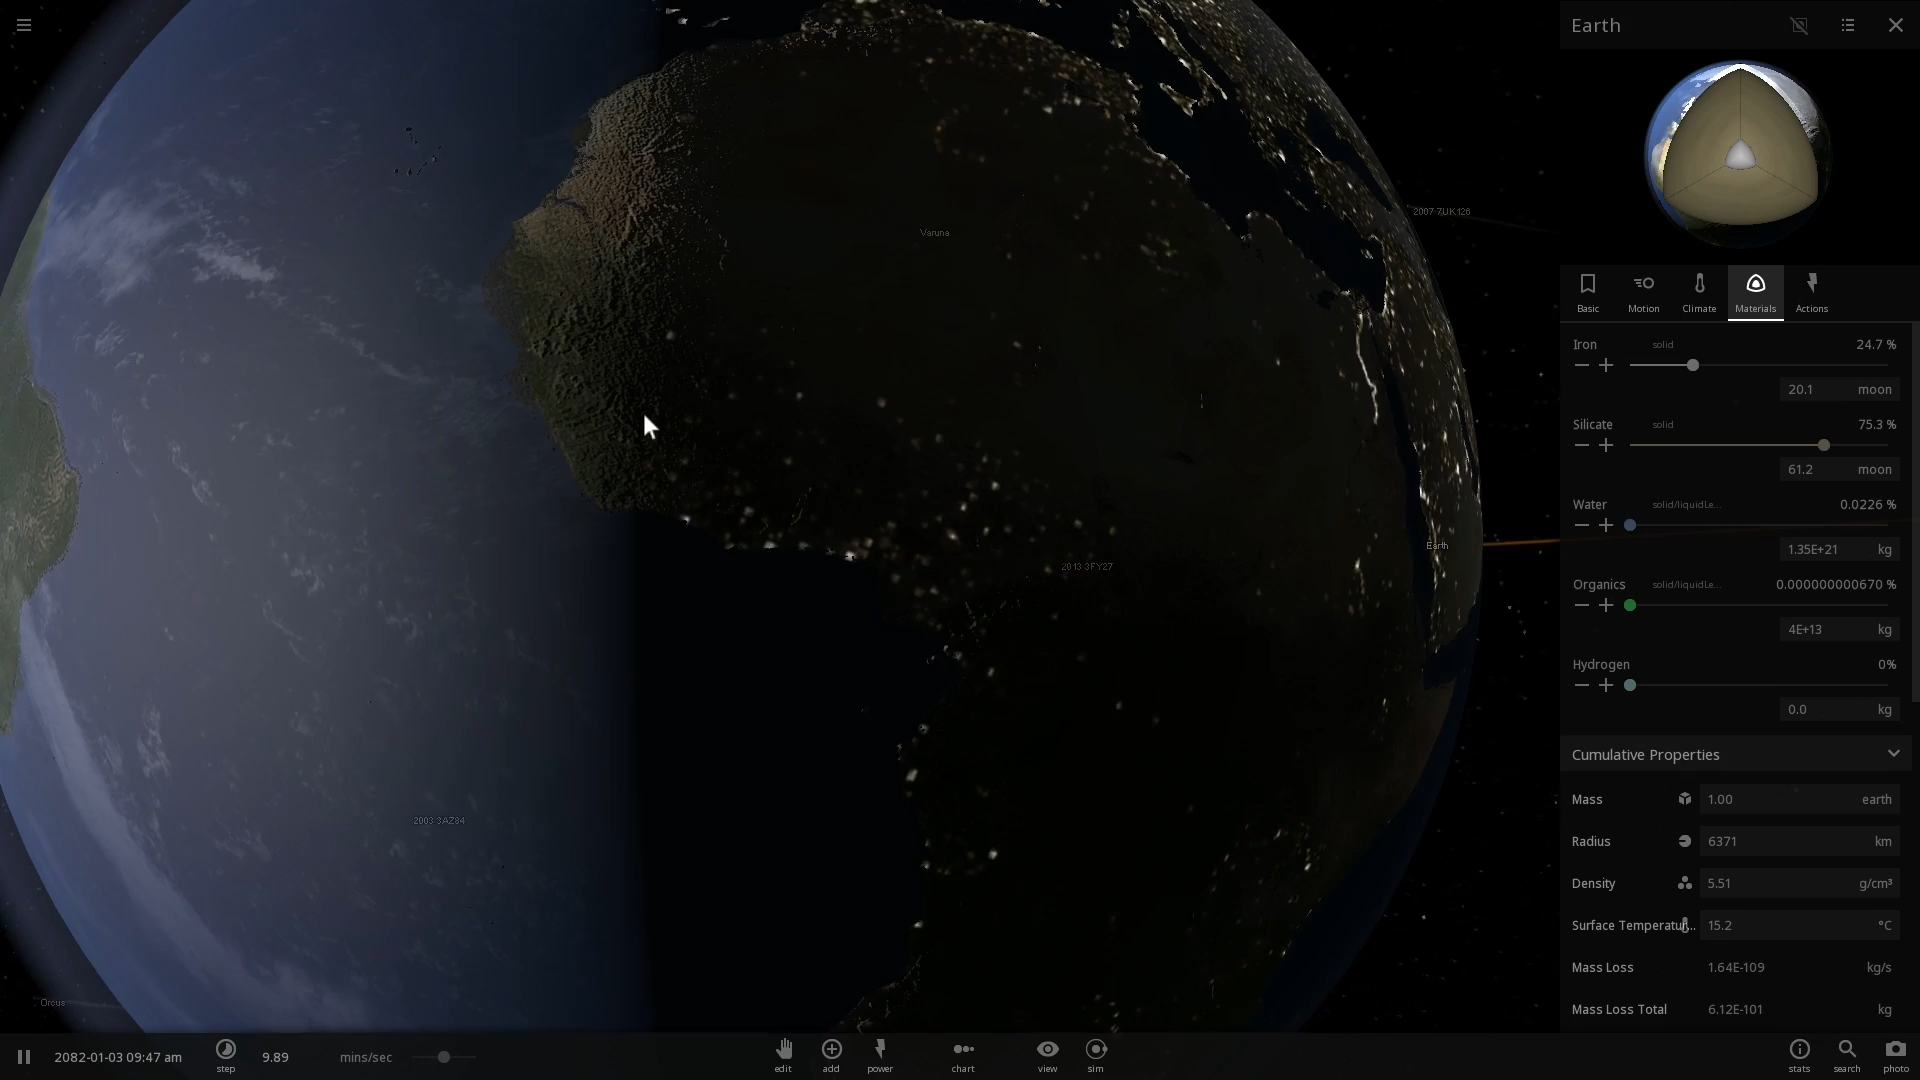 Earth
Varuna
2007 7UK126
2013 3FY27
Earth
2003 3AZ84
Orcus
Basic Motion Climate Materials Actions
Iron solid 24.7 %
20.1 moon
Silicate solid 75.3 %
61.2 moon
Water solid/liquidLe... 0.0226 %
1.35E+21 kg
Organics solid/liquidLe... 0.000000000670 %
4E+13 kg
Hydrogen 0%
0.0 kg
Cumulative Properties
Mass 1.00 earth
Radius 6371 km
Density 5.51 g/cm³
Surface Temperatur... 15.2 °C
Mass Loss 1.64E-109 kg/s
Mass Loss Total 6.12E-101 kg
2082-01-03 09:47 am step 9.89 mins/sec edit add power chart view sim stats search photo